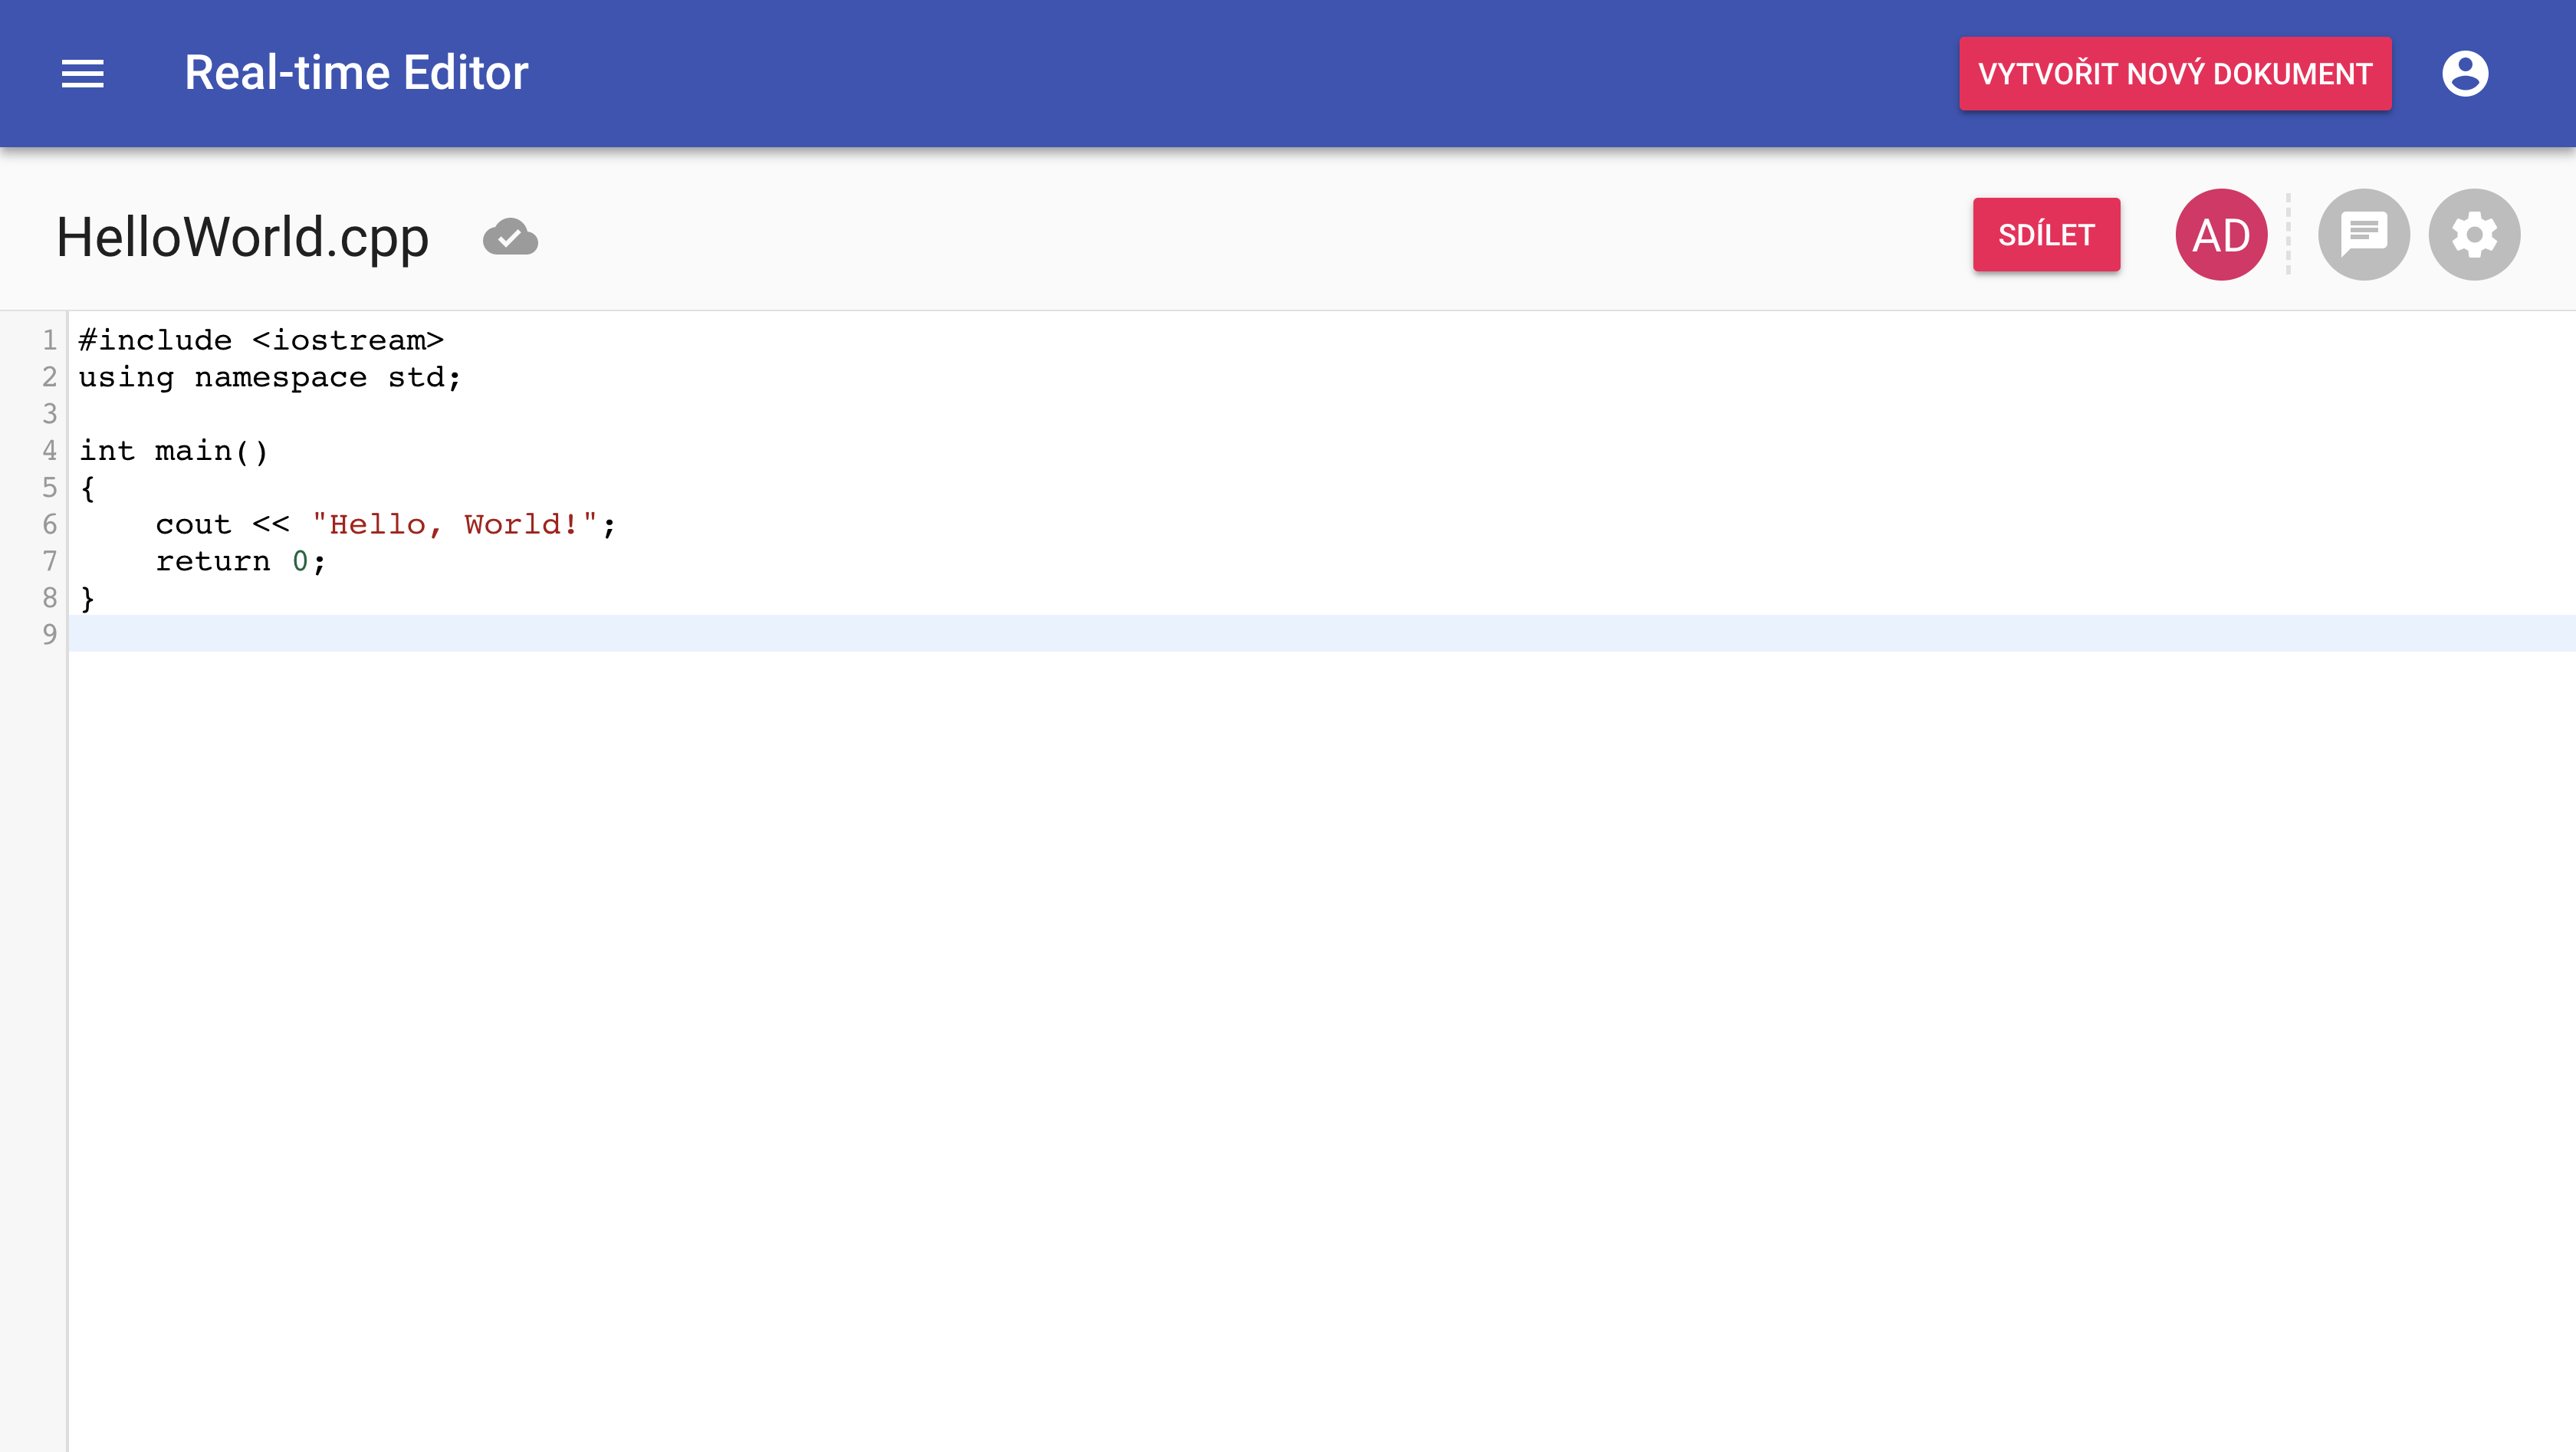 Real-time Editor
VYTVOŘIT NOVÝ DOKUMENT
HelloWorld.cpp
SDÍLET
AD
1 #include <iostream>
2 using namespace std;
3
4 int main()
5 {
6     cout << "Hello, World!";
7     return 0;
8 }
9